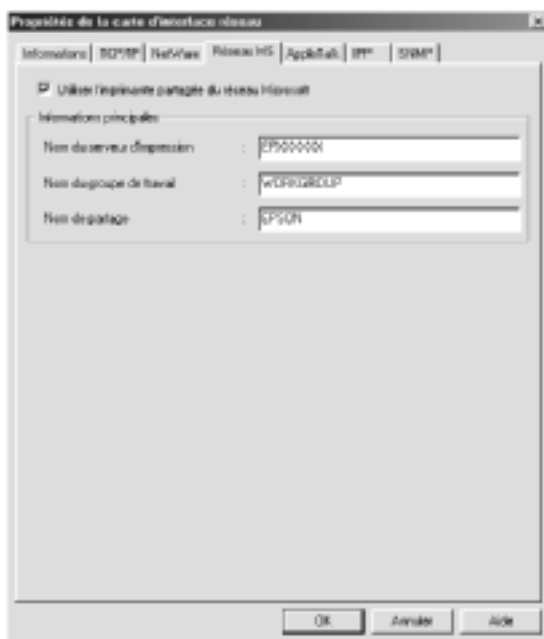 Propriétés de la carte d'interface réseau
Informations TCP/IP NetWare Réseau MS AppleTalk IPP* SNMP*
Utiliser l'imprimante partagée du réseau Microsoft
Informations principales
Nom du serveur d'impression :
Nom du groupe de travail : WORKGROUP
Nom de partage : EPSON
OK Annuler Aide